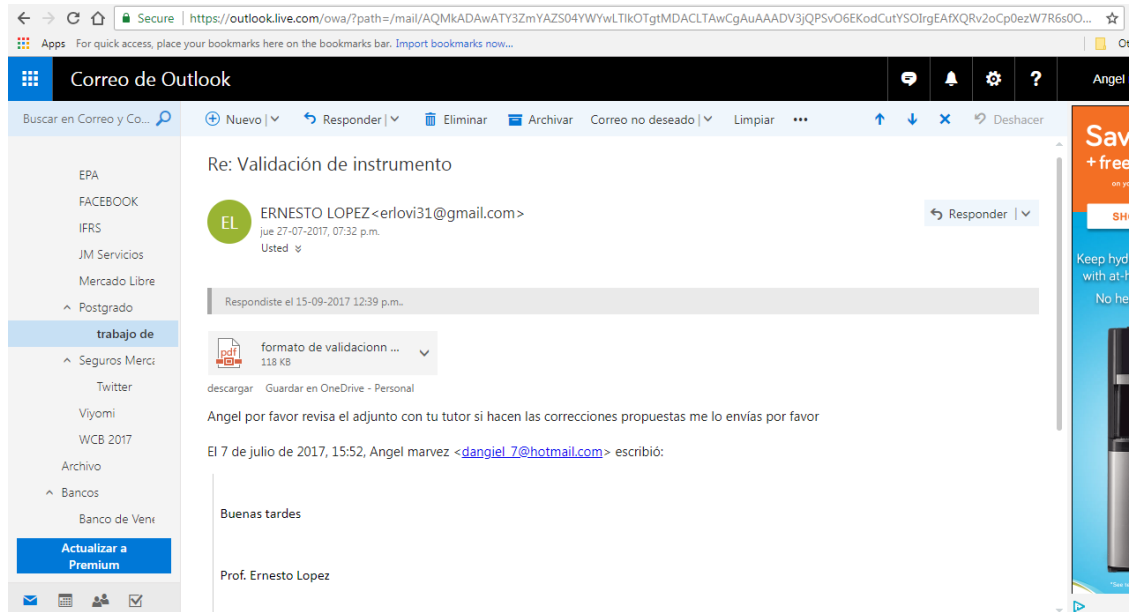 Secure https://outlook.live.com/owa/?path=/mail/AQMkADAwATY3ZmYAZS04YWYwLTlkOTgtMDACLTAwCgAuAAADV3jQPSvO6EKodCutYSOIrgEAfXQRv2oCp0ezW7R6s0O...
Apps For quick access, place your bookmarks here on the bookmarks bar. Import bookmarks now...
Correo de Outlook
Angel
Buscar en Correo y Co...
Nuevo | Responder | Eliminar Archivar Correo no deseado | Limpiar ••• Deshacer
EPA
FACEBOOK
IFRS
JM Servicios
Mercado Libre
Postgrado
trabajo de
Seguros Merca
Twitter
Viyomi
WCB 2017
Archivo
Bancos
Banco de Vene
Actualizar a
Premium
Re: Validación de instrumento
EL
ERNESTO LOPEZ<erlovi31@gmail.com>
jue 27-07-2017, 07:32 p.m.
Usted
Responder |
Respondiste el 15-09-2017 12:39 p.m..
pdf
formato de validacionn ...
118 KB
descargar Guardar en OneDrive - Personal
Angel por favor revisa el adjunto con tu tutor si hacen las correcciones propuestas me lo envías por favor
El 7 de julio de 2017, 15:52, Angel marvez <dangiel_7@hotmail.com> escribió:
Buenas tardes
Prof. Ernesto Lopez
Sav
+free
on yo
SH
Keep hyd
with at-h
No he